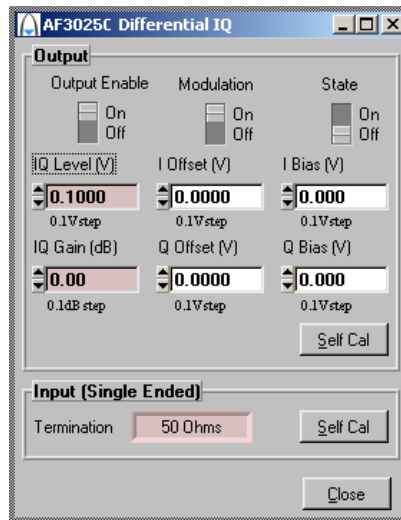 AF3025C Differential IQ
Output
Output Enable Modulation State
On On On
Off Off Off
IQ Level (V) I Offset (V) I Bias (V)
0.1000 0.0000 0.000
0.1Vstep 0.1Vstep 0.1Vstep
IQ Gain (dB) Q Offset (V) Q Bias (V)
0.00 0.0000 0.000
0.1dB step 0.1Vstep 0.1Vstep
Self Cal
Input (Single Ended)
Termination 50 Ohms Self Cal
Close